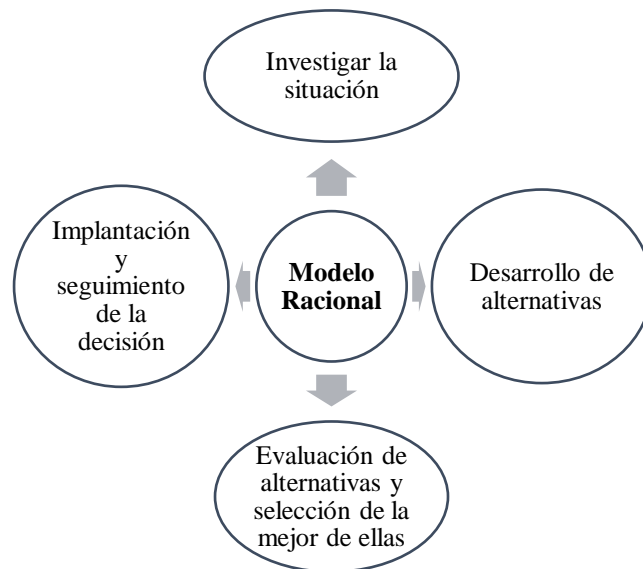 Investigar la
situación
Implantación
y
seguimiento
de la
decisión
Modelo
Racional
Desarrollo de
alternativas
Evaluación de
alternativas y
selección de la
mejor de ellas